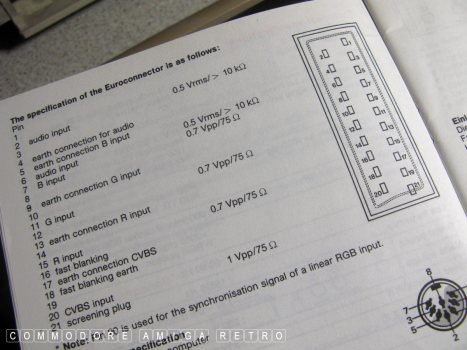 The specification of the Euroconnector is as follows:
Pin
1
2 audio input 0.5 Vrms/ > 10 kΩ
3
4 earth connection for audio
5 earth connection B input
6 audio input 0.5 Vrms/ > 10 kΩ
7 B input 0.7 Vpp/75 Ω
8
9 earth connection G input
10
11 G input 0.7 Vpp/75 Ω
12
13 earth connection R input
14
15 R input 0.7 Vpp/75 Ω
16 fast blanking
17 earth connection CVBS
18 fast blanking earth
19
20 CVBS input 1 Vpp/75 Ω
21 screening plug
* Note: 20 is used for the synchronisation signal of a linear RGB input.
specification
computer
COMMODORE AMIGA RETRO